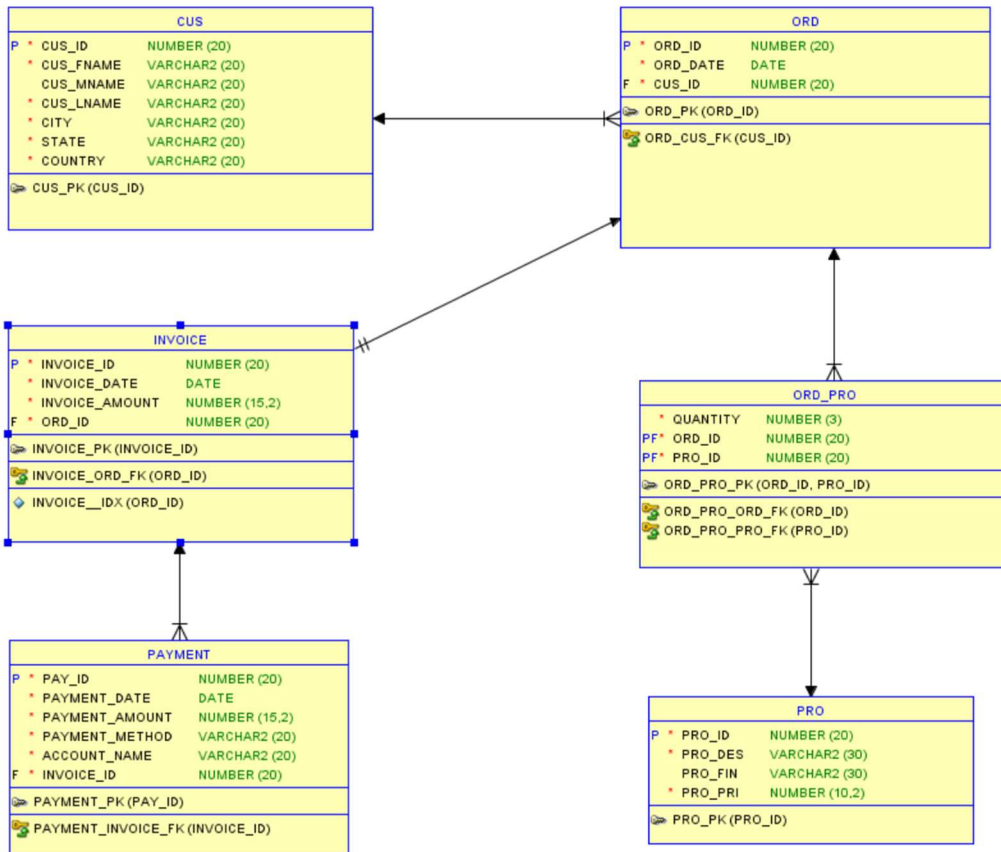 CUS
P * CUS_ID NUMBER (20)
* CUS_FNAME VARCHAR2 (20)
CUS_MNAME VARCHAR2 (20)
* CUS_LNAME VARCHAR2 (20)
* CITY VARCHAR2 (20)
* STATE VARCHAR2 (20)
* COUNTRY VARCHAR2 (20)
CUS_PK (CUS_ID)
ORD
P * ORD_ID NUMBER (20)
* ORD_DATE DATE
F * CUS_ID NUMBER (20)
ORD_PK (ORD_ID)
ORD_CUS_FK (CUS_ID)
INVOICE
P * INVOICE_ID NUMBER (20)
* INVOICE_DATE DATE
* INVOICE_AMOUNT NUMBER (15,2)
F * ORD_ID NUMBER (20)
INVOICE_PK (INVOICE_ID)
INVOICE_ORD_FK (ORD_ID)
INVOICE__IDX (ORD_ID)
ORD_PRO
* QUANTITY NUMBER (3)
PF* ORD_ID NUMBER (20)
PF* PRO_ID NUMBER (20)
ORD_PRO_PK (ORD_ID, PRO_ID)
ORD_PRO_ORD_FK (ORD_ID)
ORD_PRO_PRO_FK (PRO_ID)
PAYMENT
P * PAY_ID NUMBER (20)
* PAYMENT_DATE DATE
* PAYMENT_AMOUNT NUMBER (15,2)
* PAYMENT_METHOD VARCHAR2 (20)
* ACCOUNT_NAME VARCHAR2 (20)
F * INVOICE_ID NUMBER (20)
PAYMENT_PK (PAY_ID)
PAYMENT_INVOICE_FK (INVOICE_ID)
PRO
P * PRO_ID NUMBER (20)
* PRO_DES VARCHAR2 (30)
PRO_FIN VARCHAR2 (30)
* PRO_PRI NUMBER (10,2)
PRO_PK (PRO_ID)